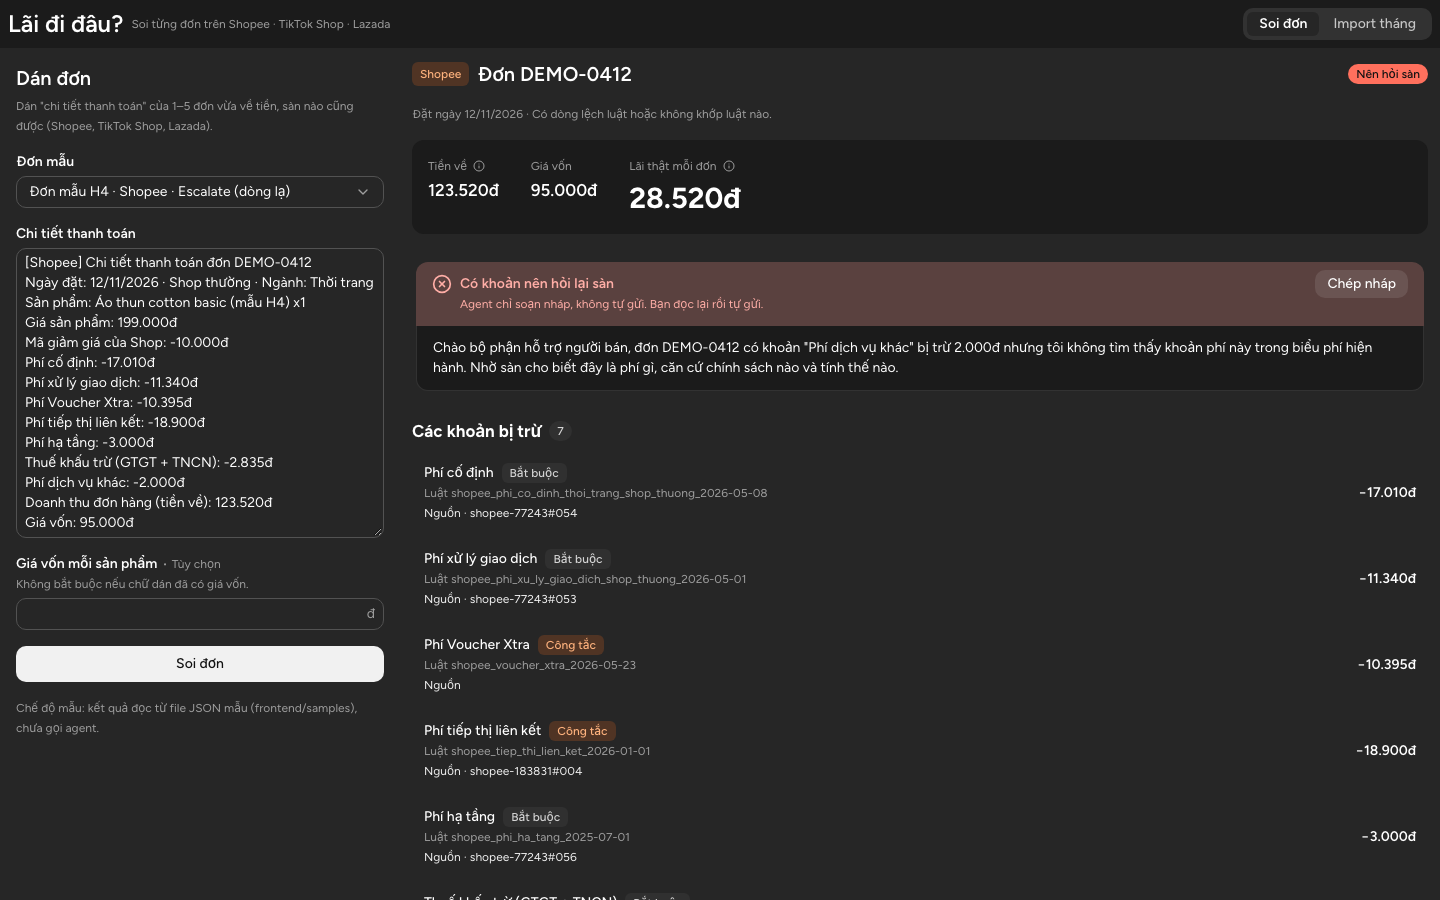 Lãi đi đâu?
Soi từng đơn trên Shopee · TikTok Shop · Lazada
Soi đơn
Import tháng
Dán đơn
Dán "chi tiết thanh toán" của 1–5 đơn vừa về tiền, sàn nào cũng
được (Shopee, TikTok Shop, Lazada).
Đơn mẫu
Đơn mẫu H4 · Shopee · Escalate (dòng lạ)
Chi tiết thanh toán
[Shopee] Chi tiết thanh toán đơn DEMO-0412
Ngày đặt: 12/11/2026 · Shop thường · Ngành: Thời trang
Sản phẩm: Áo thun cotton basic (mẫu H4) x1
Giá sản phẩm: 199.000đ
Mã giảm giá của Shop: -10.000đ
Phí cố định: -17.010đ
Phí xử lý giao dịch: -11.340đ
Phí Voucher Xtra: -10.395đ
Phí tiếp thị liên kết: -18.900đ
Phí hạ tầng: -3.000đ
Thuế khấu trừ (GTGT + TNCN): -2.835đ
Phí dịch vụ khác: -2.000đ
Doanh thu đơn hàng (tiền về): 123.520đ
Giá vốn: 95.000đ
Giá vốn mỗi sản phẩm · Tùy chọn
Không bắt buộc nếu chữ dán đã có giá vốn.
đ
Soi đơn
Chế độ mẫu: kết quả đọc từ file JSON mẫu (frontend/samples),
chưa gọi agent.
Shopee
Đơn DEMO-0412
Nên hỏi sàn
Đặt ngày 12/11/2026 · Có dòng lệch luật hoặc không khớp luật nào.
Tiền về
123.520đ
Giá vốn
95.000đ
Lãi thật mỗi đơn
28.520đ
Có khoản nên hỏi lại sàn
Agent chỉ soạn nháp, không tự gửi. Bạn đọc lại rồi tự gửi.
Chép nháp
Chào bộ phận hỗ trợ người bán, đơn DEMO-0412 có khoản "Phí dịch vụ khác" bị trừ 2.000đ nhưng tôi không tìm thấy khoản phí này trong biểu phí hiện
hành. Nhờ sàn cho biết đây là phí gì, căn cứ chính sách nào và tính thế nào.
Các khoản bị trừ 7
Phí cố định Bắt buộc
Luật shopee_phi_co_dinh_thoi_trang_shop_thuong_2026-05-08
Nguồn · shopee-77243#054
−17.010đ
Phí xử lý giao dịch Bắt buộc
Luật shopee_phi_xu_ly_giao_dich_shop_thuong_2026-05-01
Nguồn · shopee-77243#053
−11.340đ
Phí Voucher Xtra Công tắc
Luật shopee_voucher_xtra_2026-05-23
Nguồn
−10.395đ
Phí tiếp thị liên kết Công tắc
Luật shopee_tiep_thi_lien_ket_2026-01-01
Nguồn · shopee-183831#004
−18.900đ
Phí hạ tầng Bắt buộc
Luật shopee_phi_ha_tang_2025-07-01
Nguồn · shopee-77243#056
−3.000đ
Thuế khấu trừ (GTGT + TNCN) Bắt buộc